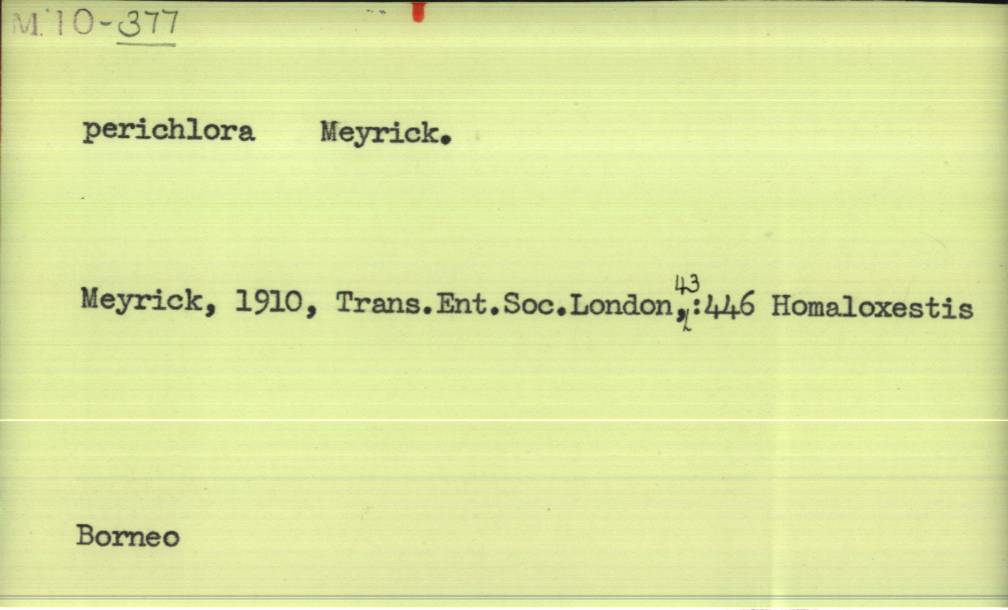 M.10-377
perichlora Meyrick.
Meyrick, 1910, Trans.Ent.Soc.London,43:446 Homaloxestis
Borneo